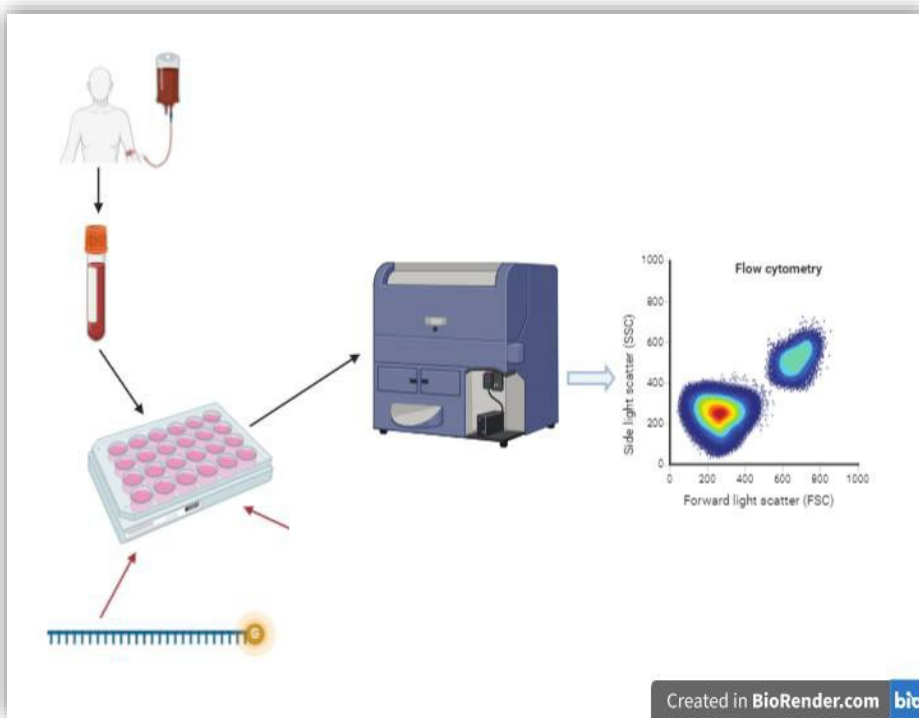 Flow cytometry
Side light scatter (SSC)
1000
800
600
400
200
0
0 200 400 600 800 1000
Forward light scatter (FSC)
G
Created in BioRender.com bio